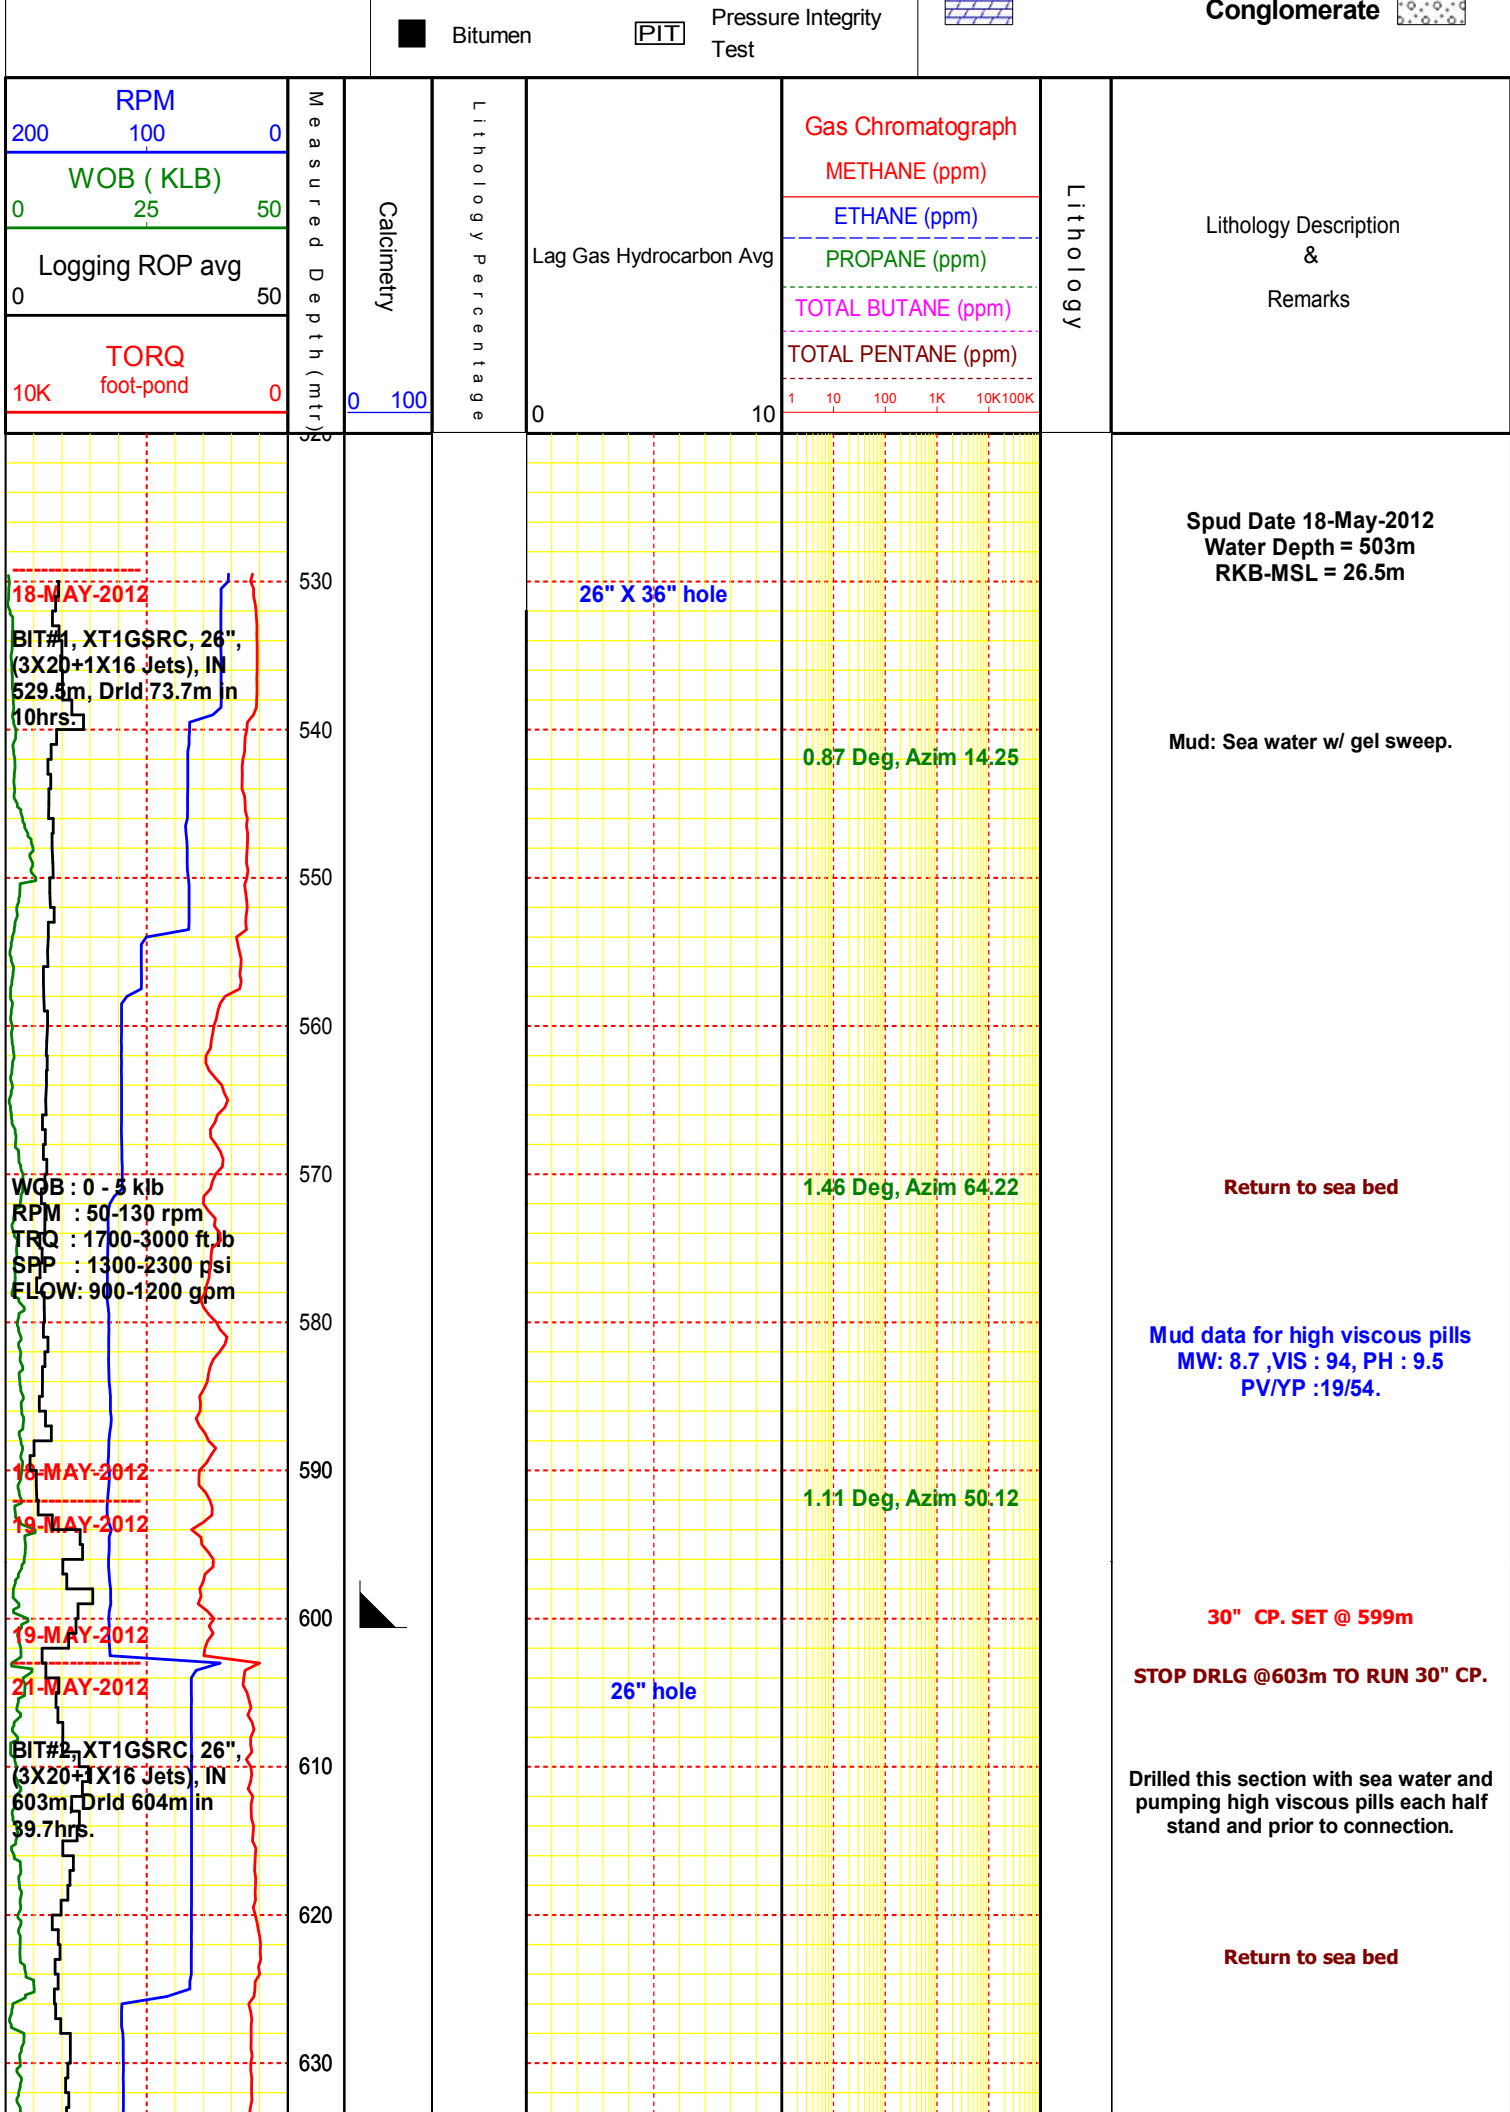 Bitumen
PIT
Pressure Integrity
Test
Conglomerate
RPM
200 100 0
WOB ( KLB)
0 25 50
Logging ROP avg
0 50
TORQ
foot-pond
10K 0
Measured Depth (mtr)
Calcimetry
0 100
Lithology Percentage
Lag Gas Hydrocarbon Avg
0 10
Gas Chromatograph
METHANE (ppm)
ETHANE (ppm)
PROPANE (ppm)
TOTAL BUTANE (ppm)
TOTAL PENTANE (ppm)
1 10 100 1K 10K 100K
Lithology
Lithology Description
&
Remarks
520
Spud Date 18-May-2012
Water Depth = 503m
RKB-MSL = 26.5m
530
18-MAY-2012
26" X 36" hole
BIT#1, XT1GSRC, 26",
(3X20+1X16 Jets), IN
529.5m, Drld 73.7m in
10hrs.
540
Mud: Sea water w/ gel sweep.
0.87 Deg, Azim 14.25
550
560
570
WOB : 0 - 5 klb
RPM : 50-130 rpm
TRQ : 1700-3000 ft.lb
SPP : 1300-2300 psi
FLOW: 900-1200 gpm
1.46 Deg, Azim 64.22
Return to sea bed
580
Mud data for high viscous pills
MW: 8.7 ,VIS : 94, PH : 9.5
PV/YP :19/54.
590
18-MAY-2012
19-MAY-2012
1.11 Deg, Azim 50.12
600
30" CP. SET @ 599m
19-MAY-2012
STOP DRLG @603m TO RUN 30" CP.
21-MAY-2012
26" hole
BIT#2, XT1GSRC, 26",
(3X20+1X16 Jets), IN
603m, Drld 604m in
39.7hrs.
610
Drilled this section with sea water and
pumping high viscous pills each half
stand and prior to connection.
620
Return to sea bed
630